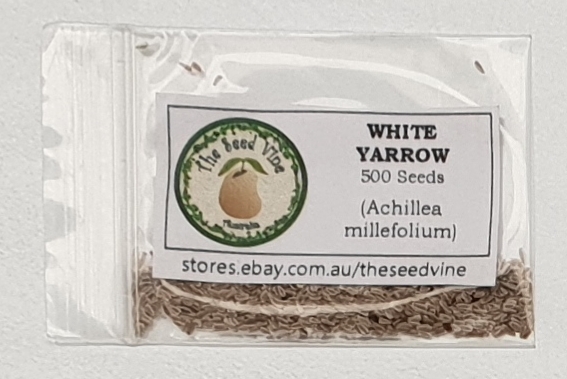 The Seed Vine
Australia
WHITE
YARROW
500 Seeds
(Achillea
millefolium)
stores.ebay.com.au/theseedvine